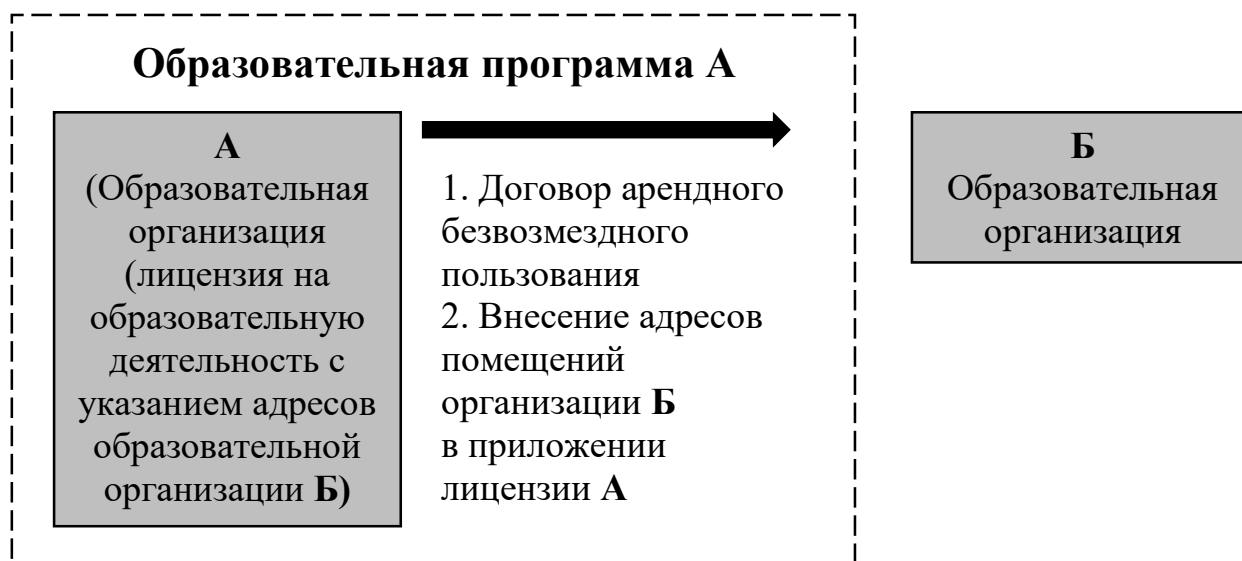 Образовательная программа А
А
(Образовательная
организация
(лицензия на
образовательную
деятельность с
указанием адресов
образовательной
организации Б)
1. Договор арендного
безвозмездного
пользования
2. Внесение адресов
помещений
организации Б
в приложении
лицензии А
Б
Образовательная
организация